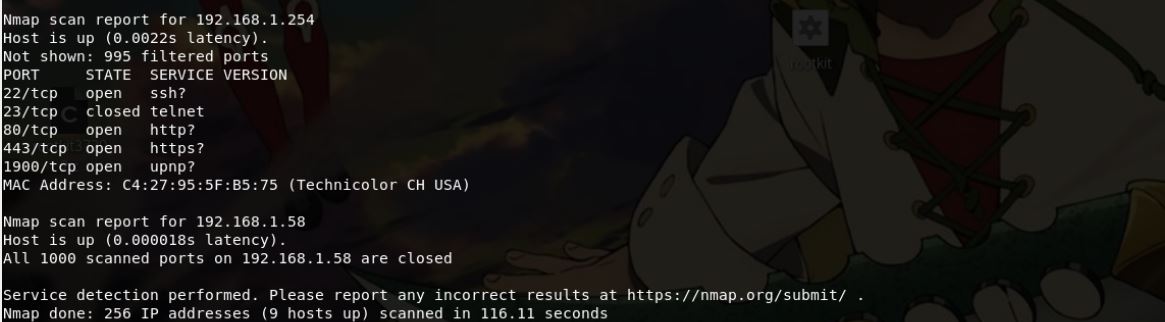 Nmap scan report for 192.168.1.254
Host is up (0.0022s latency).
Not shown: 995 filtered ports
PORT     STATE  SERVICE VERSION
22/tcp   open   ssh?
23/tcp   closed telnet
80/tcp   open   http?
443/tcp  open   https?
1900/tcp open   upnp?
MAC Address: C4:27:95:5F:B5:75 (Technicolor CH USA)
Nmap scan report for 192.168.1.58
Host is up (0.000018s latency).
All 1000 scanned ports on 192.168.1.58 are closed
Service detection performed. Please report any incorrect results at https://nmap.org/submit/ .
Nmap done: 256 IP addresses (9 hosts up) scanned in 116.11 seconds
rootkit